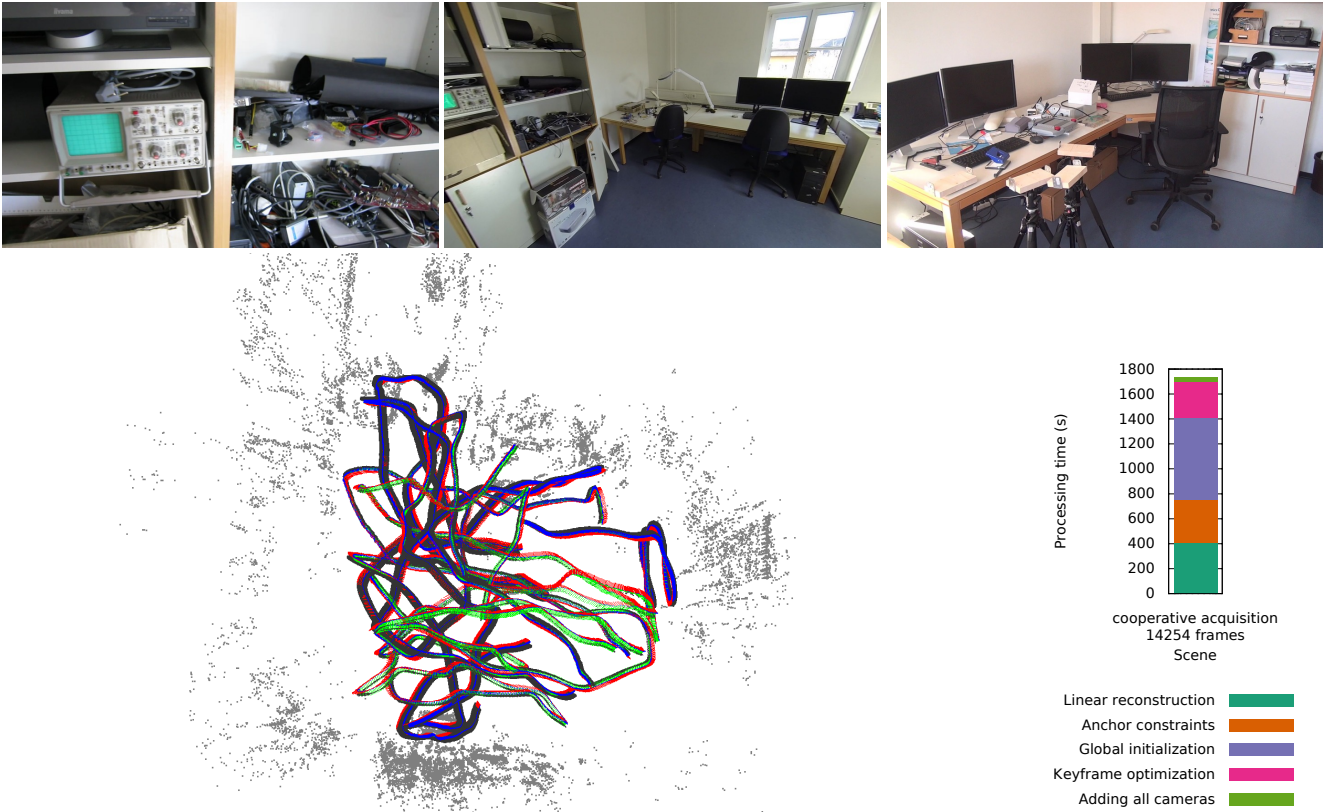 iiyama
1800
1600
1400
1200
1000
800
600
400
200
0
Processing time (s)
cooperative acquisition
14254 frames
Scene
Linear reconstruction
Anchor constraints
Global initialization
Keyframe optimization
Adding all cameras